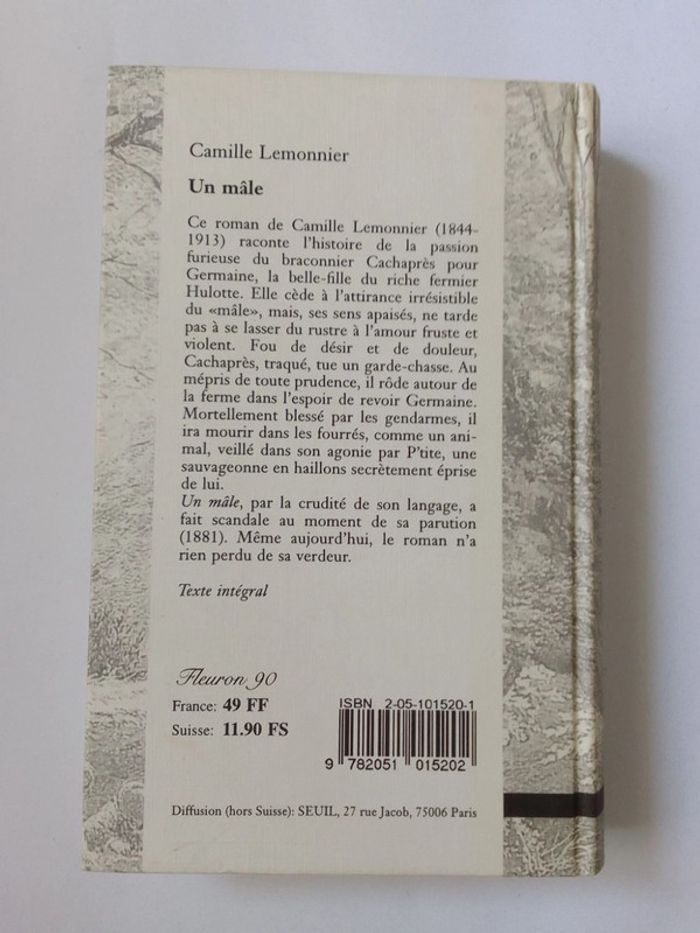 Camille Lemonnier
Un mâle
Ce roman de Camille Lemonnier (1844-
1913) raconte l'histoire de la passion
furieuse du braconnier Cachaprès pour
Germaine, la belle-fille du riche fermier
Hulotte. Elle cède à l'attirance irrésistible
du «mâle», mais, ses sens apaisés, ne tarde
pas à se lasser du rustre à l'amour fruste et
violent. Fou de désir et de douleur,
Cachaprès, traqué, tue un garde-chasse. Au
mépris de toute prudence, il rôde autour de
la ferme dans l'espoir de revoir Germaine.
Mortellement blessé par les gendarmes, il
ira mourir dans les fourrés, comme un ani-
mal, veillé dans son agonie par P'tite, une
sauvageonne en haillons secrètement éprise
de lui.
Un mâle, par la crudité de son langage, a
fait scandale au moment de sa parution
(1881). Même aujourd'hui, le roman n'a
rien perdu de sa verdeur.
Texte intégral
Fleuron 90
France: 49 FF
Suisse: 11.90 FS
ISBN 2-05-101520-1
9 782051 015202
Diffusion (hors Suisse): SEUIL, 27 rue Jacob, 75006 Paris